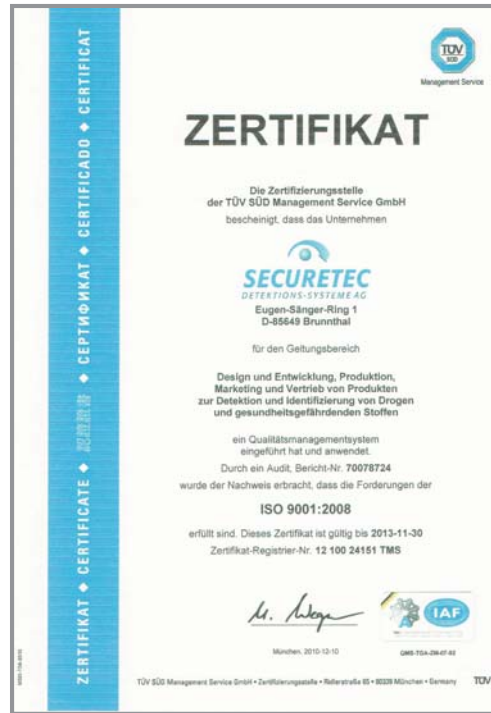 TÜV
SÜD
Management Service
ZERTIFIKAT
Die Zertifizierungsstelle
der TÜV SÜD Management Service GmbH
bescheinigt, dass das Unternehmen
SECURETEC
DETEKTIONS-SYSTEME AG
Eugen-Sänger-Ring 1
D-85649 Brunnthal
für den Geltungsbereich
Design und Entwicklung, Produktion,
Marketing und Vertrieb von Produkten
zur Detektion und Identifizierung von Drogen
und gesundheitsgefährdenden Stoffen
ein Qualitätsmanagementsystem
eingeführt hat und anwendet.
Durch ein Audit, Bericht-Nr. 70078724
wurde der Nachweis erbracht, dass die Forderungen der
ISO 9001:2008
erfüllt sind. Dieses Zertifikat ist gültig bis 2013-11-30
Zertifikat-Registrier-Nr. 12 100 24151 TMS
München, 2010-12-10
IAF
QMS-TGA-ZM-07-92
TÜV SÜD Management Service GmbH • Zertifizierungsstelle • Ridlerstraße 65 • 80339 München • Germany
TÜV
ZERTIFIKAT ◆ CERTIFICATE ◆ ◆ СЕРТИФИКАТ ◆ CERTIFICADO ◆ CERTIFICAT